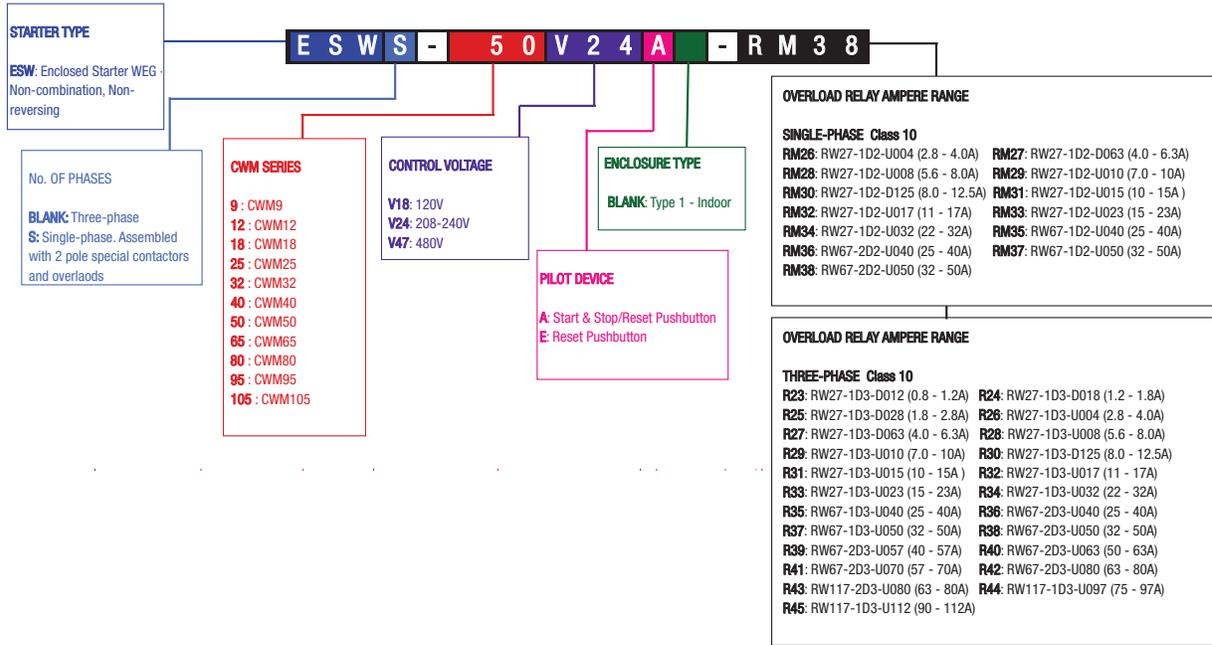 STARTER TYPE
ESW: Enclosed Starter WEG -
Non-combination, Non-
reversing
ESWS- 50V24A -RM38
No. OF PHASES
BLANK: Three-phase
S: Single-phase. Assembled
with 2 pole special contactors
and overlaods
CWM SERIES
9 : CWM9
12 : CWM12
18 : CWM18
25 : CWM25
32 : CWM32
40 : CWM40
50 : CWM50
65 : CWM65
80 : CWM80
95 : CWM95
105 : CWM105
CONTROL VOLTAGE
V18: 120V
V24: 208-240V
V47: 480V
PILOT DEVICE
A: Start & Stop/Reset Pushbutton
E: Reset Pushbutton
ENCLOSURE TYPE
BLANK: Type 1 - Indoor
OVERLOAD RELAY AMPERE RANGE
SINGLE-PHASE Class 10
RM26: RW27-1D2-U004 (2.8 - 4.0A) RM27: RW27-1D2-D063 (4.0 - 6.3A)
RM28: RW27-1D2-U008 (5.6 - 8.0A) RM29: RW27-1D2-U010 (7.0 - 10A)
RM30: RW27-1D2-D125 (8.0 - 12.5A) RM31: RW27-1D2-U015 (10 - 15A )
RM32: RW27-1D2-U017 (11 - 17A) RM33: RW27-1D2-U023 (15 - 23A)
RM34: RW27-1D2-U032 (22 - 32A) RM35: RW67-1D2-U040 (25 - 40A)
RM36: RW67-2D2-U040 (25 - 40A) RM37: RW67-1D2-U050 (32 - 50A)
RM38: RW67-2D2-U050 (32 - 50A)
OVERLOAD RELAY AMPERE RANGE
THREE-PHASE Class 10
R23: RW27-1D3-D012 (0.8 - 1.2A) R24: RW27-1D3-D018 (1.2 - 1.8A)
R25: RW27-1D3-D028 (1.8 - 2.8A) R26: RW27-1D3-U004 (2.8 - 4.0A)
R27: RW27-1D3-D063 (4.0 - 6.3A) R28: RW27-1D3-U008 (5.6 - 8.0A)
R29: RW27-1D3-U010 (7.0 - 10A) R30: RW27-1D3-D125 (8.0 - 12.5A)
R31: RW27-1D3-U015 (10 - 15A ) R32: RW27-1D3-U017 (11 - 17A)
R33: RW27-1D3-U023 (15 - 23A) R34: RW27-1D3-U032 (22 - 32A)
R35: RW67-1D3-U040 (25 - 40A) R36: RW67-2D3-U040 (25 - 40A)
R37: RW67-1D3-U050 (32 - 50A) R38: RW67-2D3-U050 (32 - 50A)
R39: RW67-2D3-U057 (40 - 57A) R40: RW67-2D3-U063 (50 - 63A)
R41: RW67-2D3-U070 (57 - 70A) R42: RW67-2D3-U080 (63 - 80A)
R43: RW117-2D3-U080 (63 - 80A) R44: RW117-1D3-U097 (75 - 97A)
R45: RW117-1D3-U112 (90 - 112A)